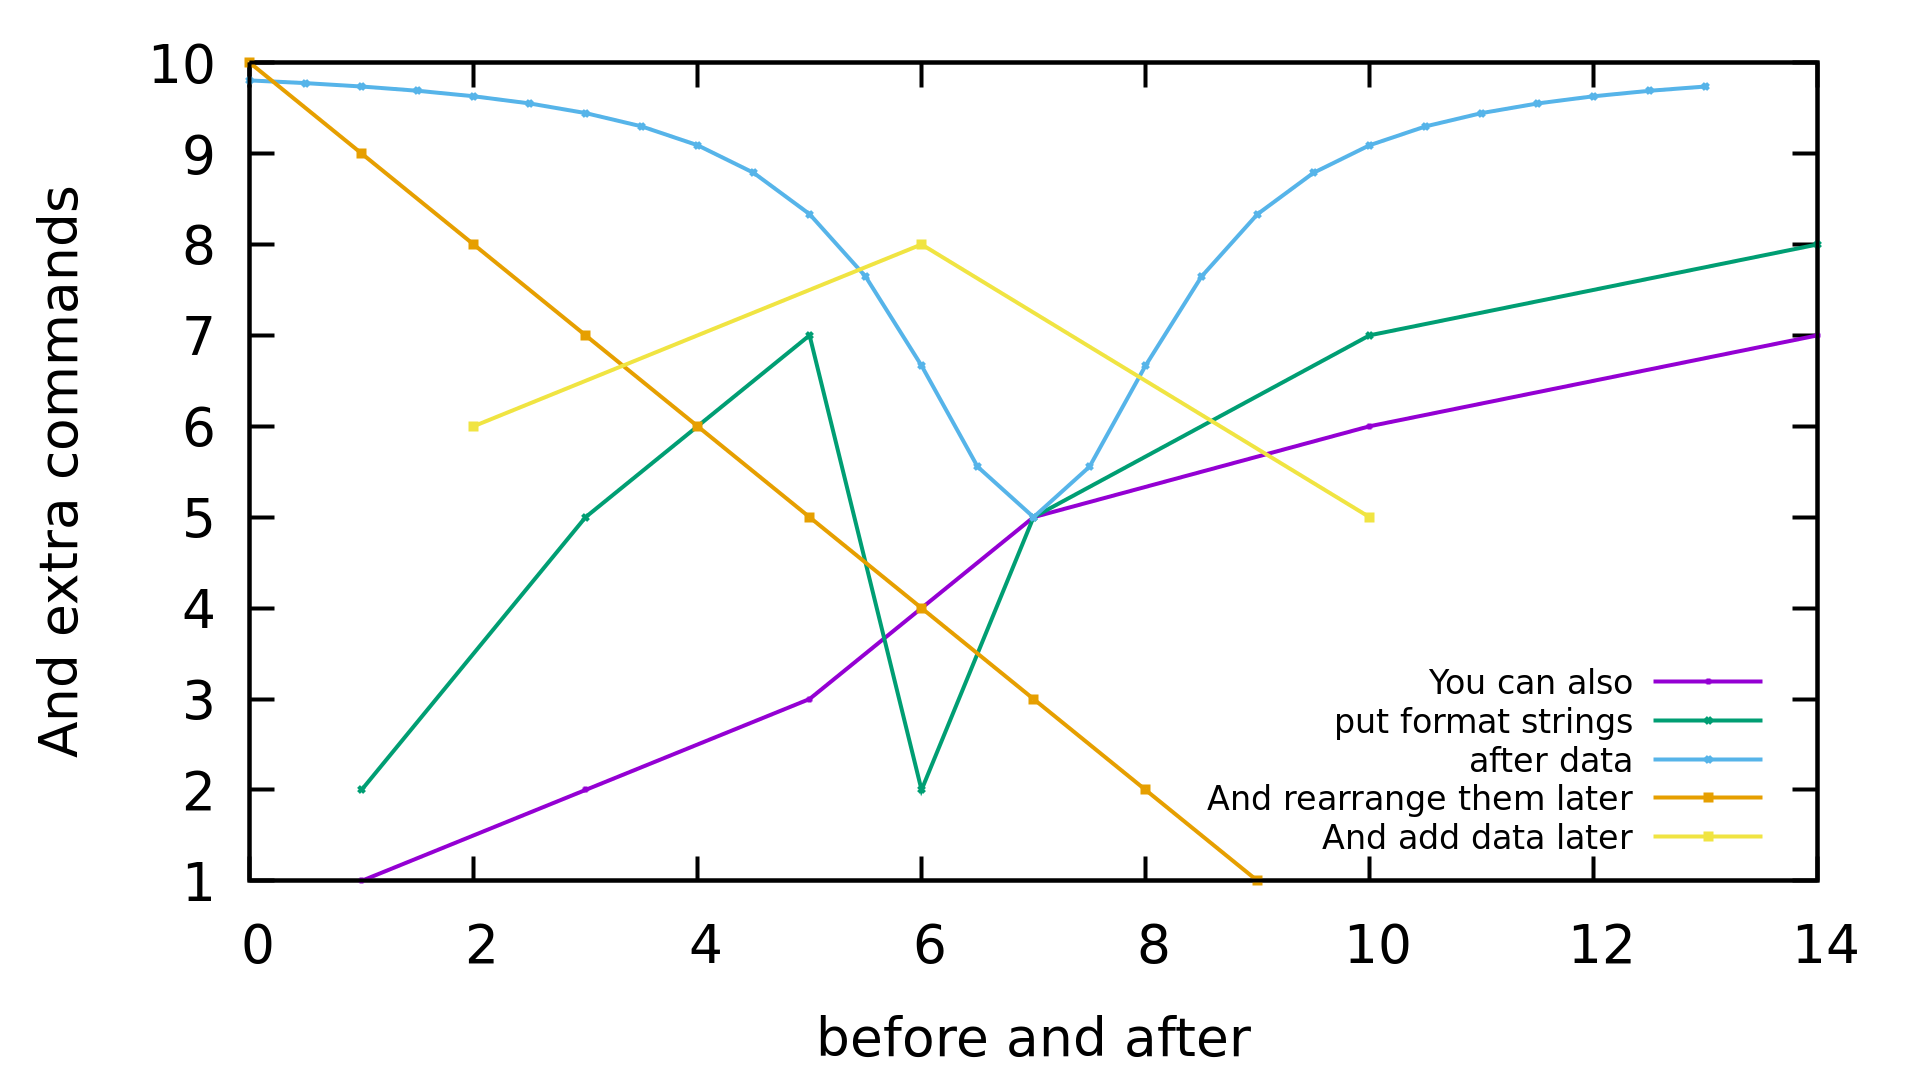 And extra commands
10
9
8
7
6
5
4
3
2
1
You can also
put format strings
after data
And rearrange them later
And add data later
0 2 4 6 8 10 12 14
before and after